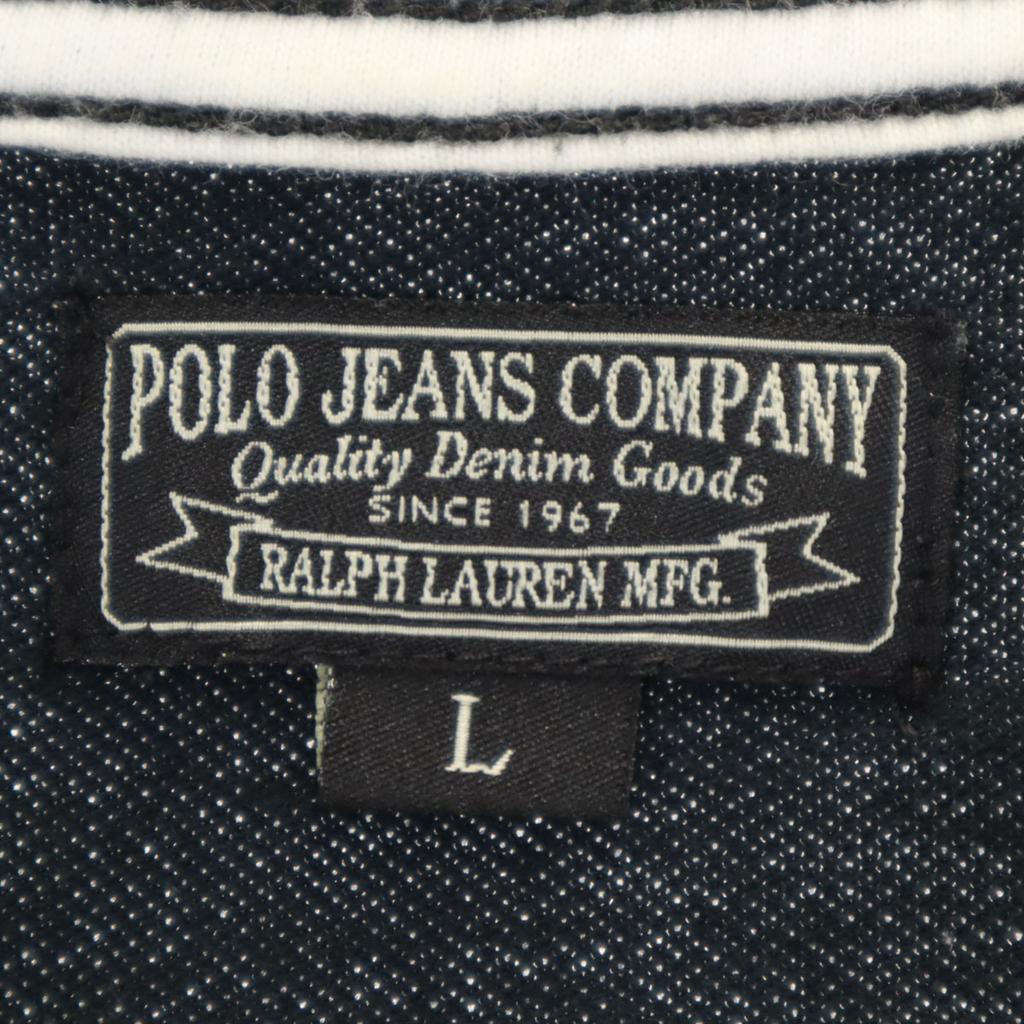 POLO JEANS COMPANY
Quality Denim Goods
SINCE 1967
RALPH LAUREN MFG.
L